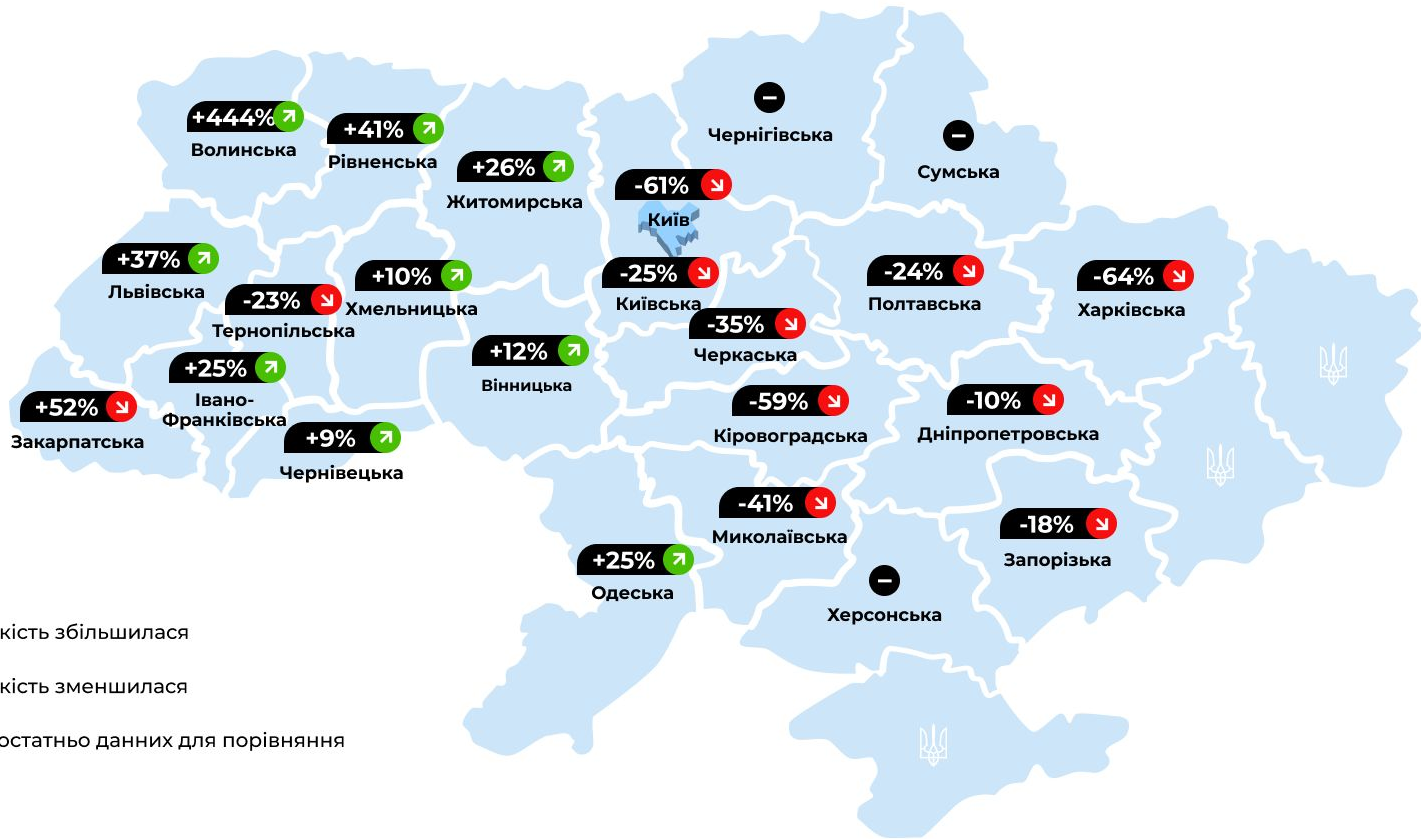 +444%
Волинська
+41%
Рівненська
+26%
Житомирська
-61%
Київ
Чернігівська
Сумська
+37%
Львівська
-23%
Тернопільська
+10%
Хмельницька
-25%
Київська
-24%
Полтавська
-64%
Харківська
-35%
Черкаська
+12%
Вінницька
+25%
Івано-
Франківська
+52%
Закарпатська
+9%
Чернівецька
-59%
Кіровоградська
-10%
Дніпропетровська
-41%
Миколаївська
-18%
Запорізька
+25%
Одеська
Херсонська
кість збільшилася
кість зменшилася
остатньо данних для порівняння